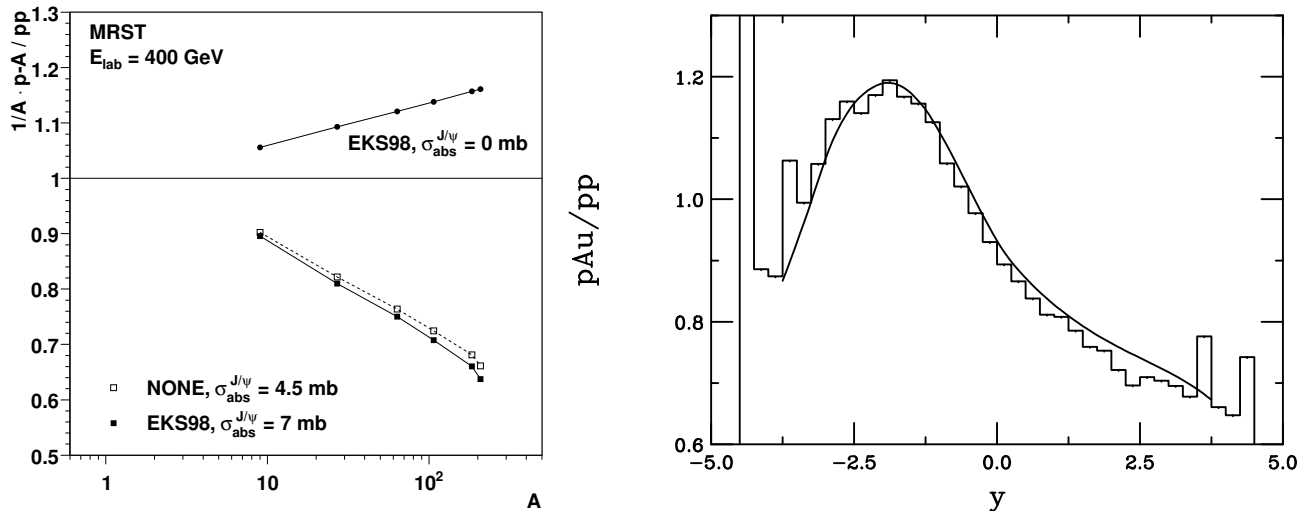 1/A · p-A / pp
1.3
1.2
1.1
1
0.9
0.8
0.7
0.6
0.5
MRST
E_lab = 400 GeV
EKS98, σ_abs^J/ψ = 0 mb
NONE, σ_abs^J/ψ = 4.5 mb
EKS98, σ_abs^J/ψ = 7 mb
1 10 10²
A
pAu/pp
1.2
1.0
0.8
0.6
−5.0 −2.5 0.0 2.5 5.0
y